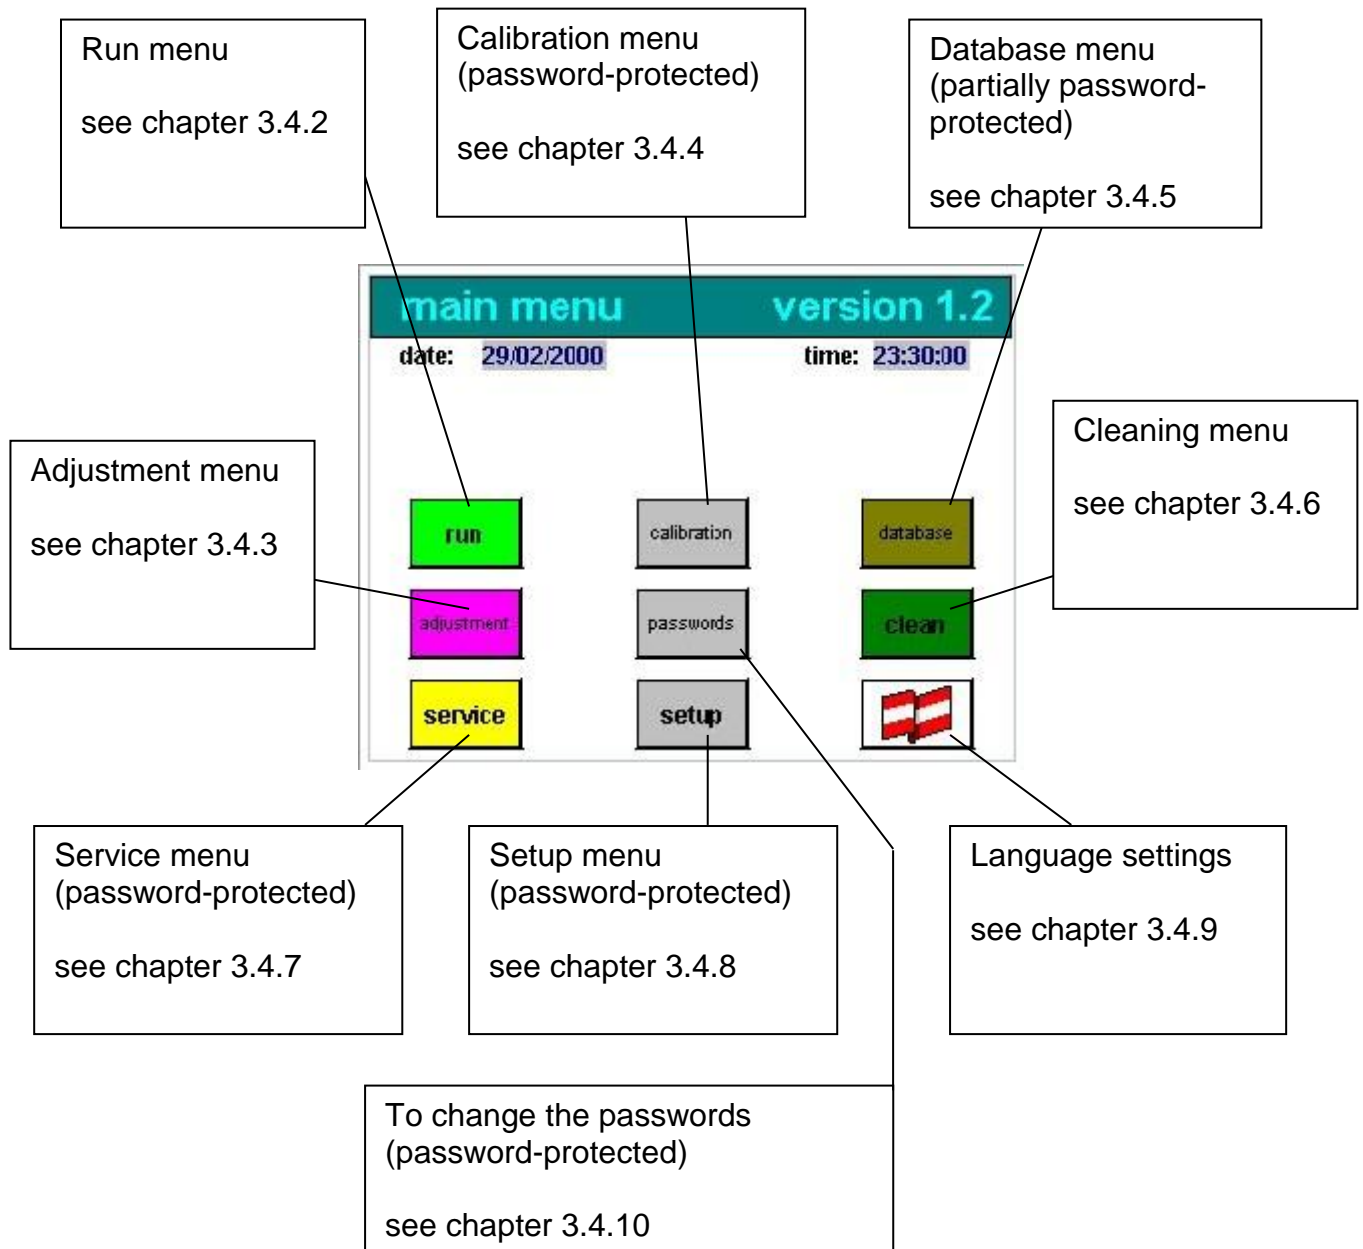 Run menu
see chapter 3.4.2
Calibration menu
(password-protected)
see chapter 3.4.4
Database menu
(partially password-
protected)
see chapter 3.4.5
main menu version 1.2
date: 29/02/2000 time: 23:30:00
Adjustment menu
see chapter 3.4.3
Cleaning menu
see chapter 3.4.6
run calibration database
adjustment passwords clean
service setup
Service menu
(password-protected)
see chapter 3.4.7
Setup menu
(password-protected)
see chapter 3.4.8
Language settings
see chapter 3.4.9
To change the passwords
(password-protected)
see chapter 3.4.10